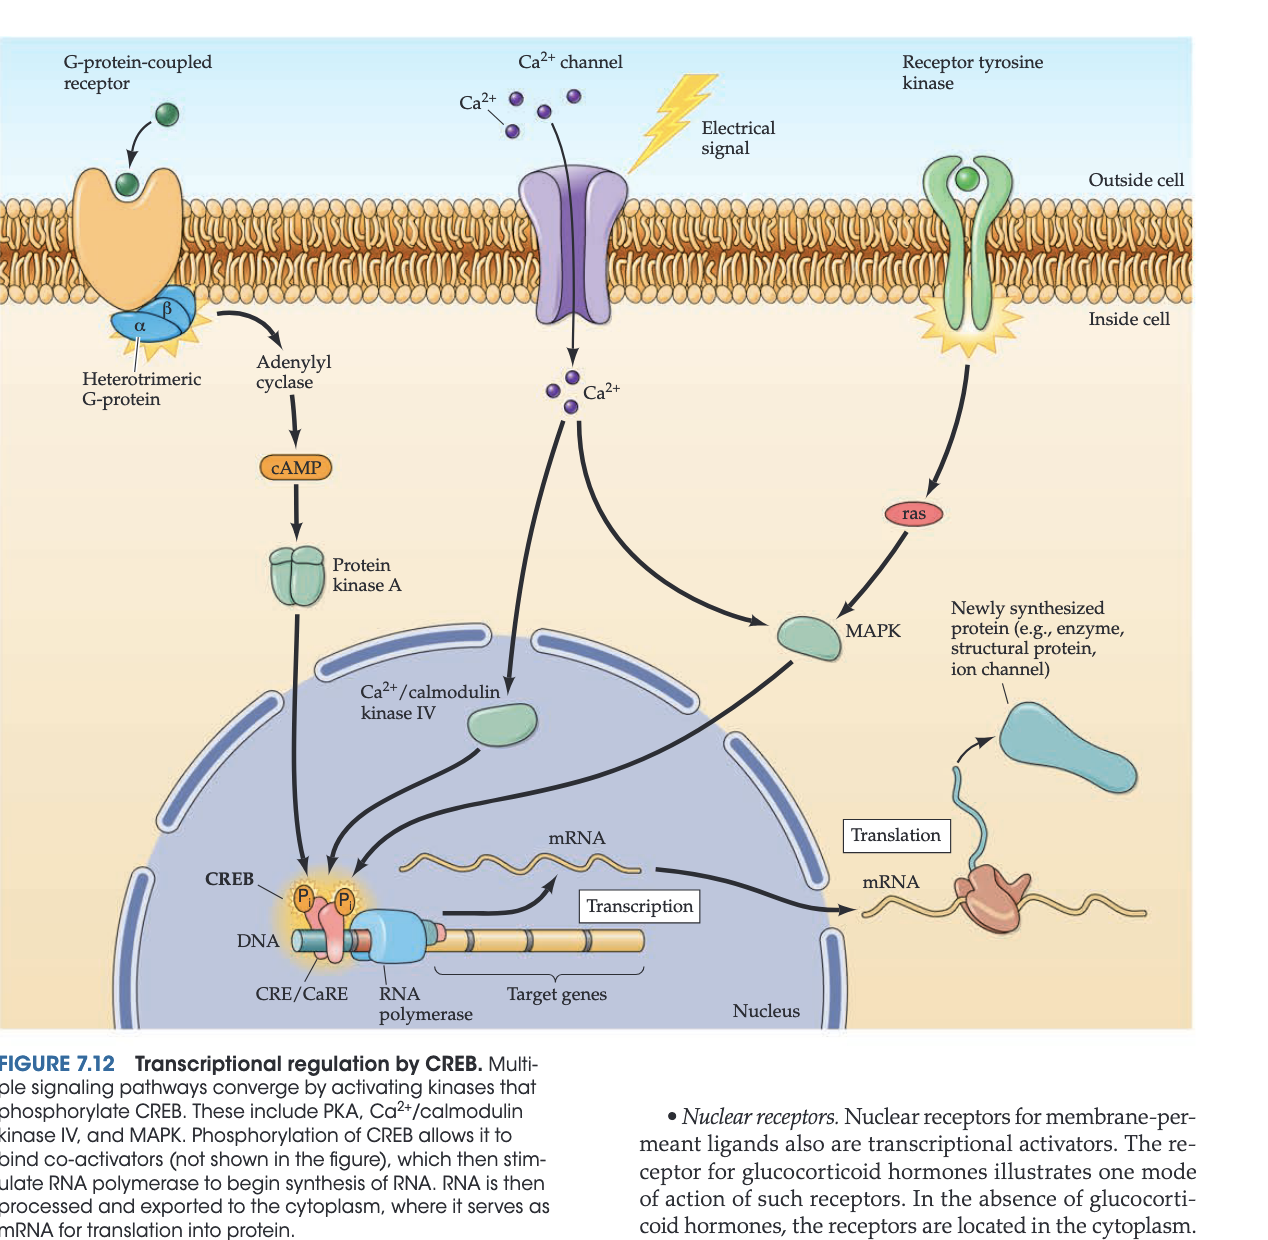 G-protein-coupled
receptor
Ca2+ channel
Ca2+
Electrical
signal
Receptor tyrosine
kinase
Outside cell
Inside cell
β
α
Heterotrimeric
G-protein
Adenylyl
cyclase
cAMP
Protein
kinase A
Ca2+
ras
MAPK
Newly synthesized
protein (e.g., enzyme,
structural protein,
ion channel)
Ca2+/calmodulin
kinase IV
Translation
mRNA
mRNA
CREB
Pi
Pi
Transcription
DNA
CRE/CaRE
RNA
polymerase
Target genes
Nucleus
FIGURE 7.12 Transcriptional regulation by CREB. Multi-
ple signaling pathways converge by activating kinases that
phosphorylate CREB. These include PKA, Ca2+/calmodulin
kinase IV, and MAPK. Phosphorylation of CREB allows it to
bind co-activators (not shown in the figure), which then stim-
ulate RNA polymerase to begin synthesis of RNA. RNA is then
processed and exported to the cytoplasm, where it serves as
mRNA for translation into protein.
• Nuclear receptors. Nuclear receptors for membrane-per-
meant ligands also are transcriptional activators. The re-
ceptor for glucocorticoid hormones illustrates one mode
of action of such receptors. In the absence of glucocorti-
coid hormones, the receptors are located in the cytoplasm.